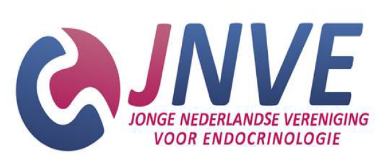 JNVE
JONGE NEDERLANDSE VERENIGING
VOOR ENDOCRINOLOGIE